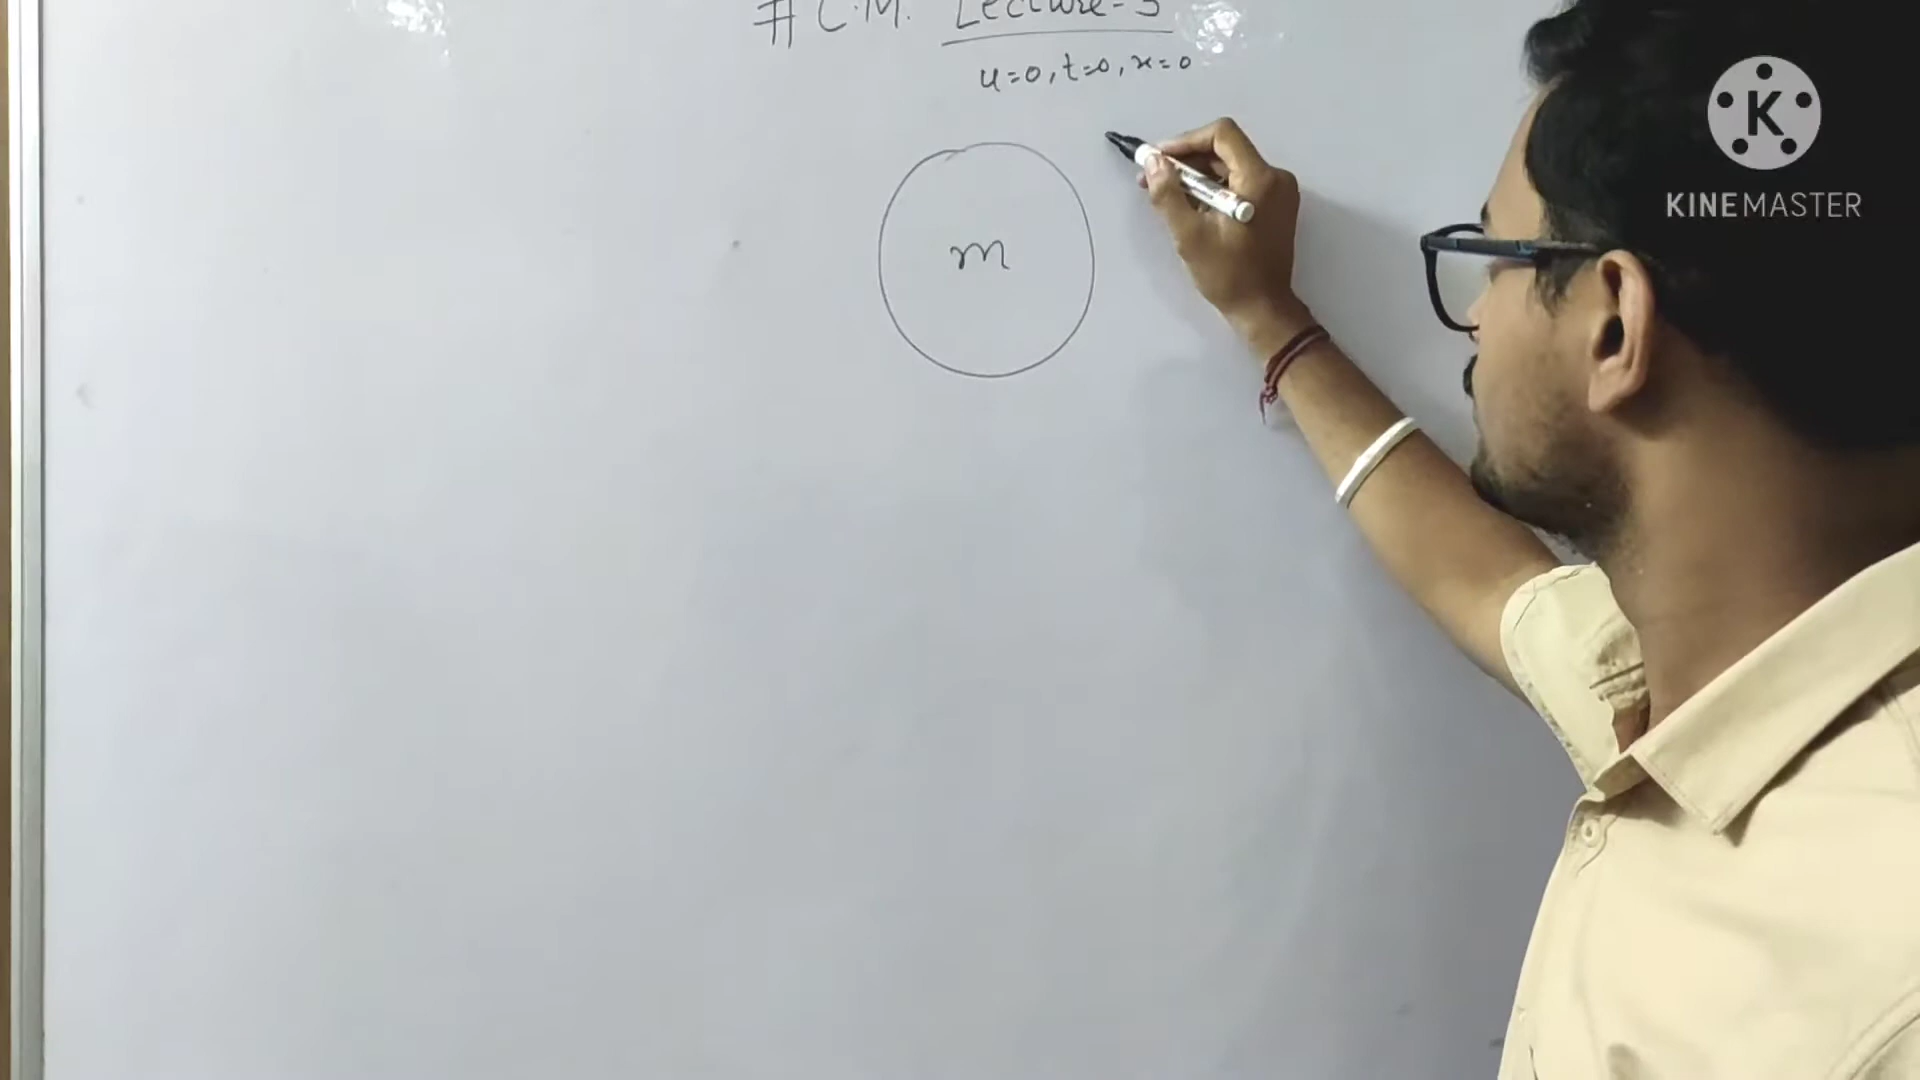 # C.M. Lecture-3
u=0, t=0, x=0
m
K
KINEMASTER